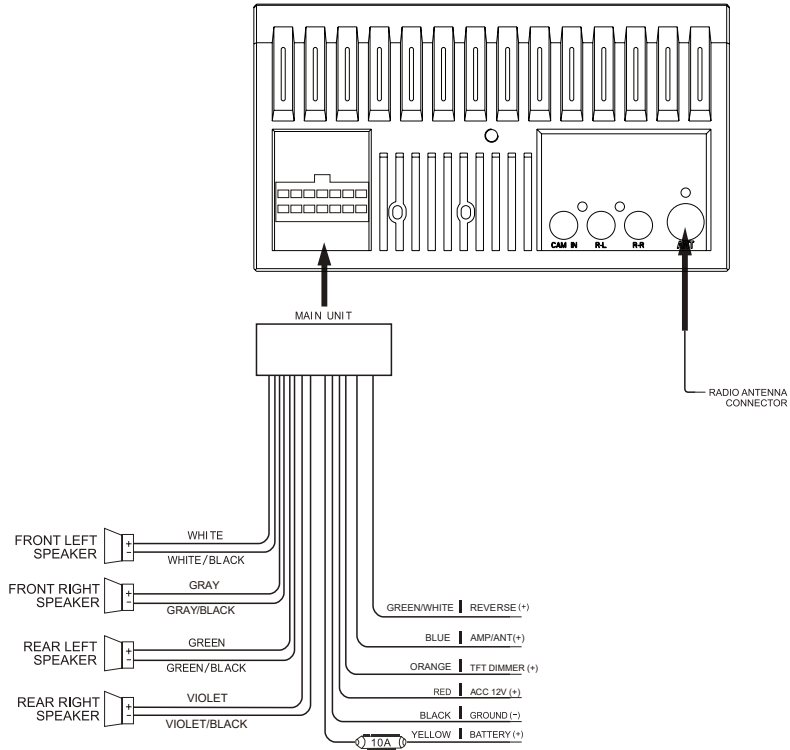 CAM IN R-L R-R ANT
MAIN UNIT
RADIO ANTENNA
CONNECTOR
FRONT LEFT
SPEAKER
+
-
WHITE
WHITE/BLACK
FRONT RIGHT
SPEAKER
+
-
GRAY
GRAY/BLACK
REAR LEFT
SPEAKER
+
-
GREEN
GREEN/BLACK
REAR RIGHT
SPEAKER
+
-
VIOLET
VIOLET/BLACK
GREEN/WHITE REVERSE (+)
BLUE AMP/ANT(+)
ORANGE TFT DIMMER (+)
RED ACC 12V (+)
BLACK GROUND (-)
YELLOW BATTERY (+)
10A